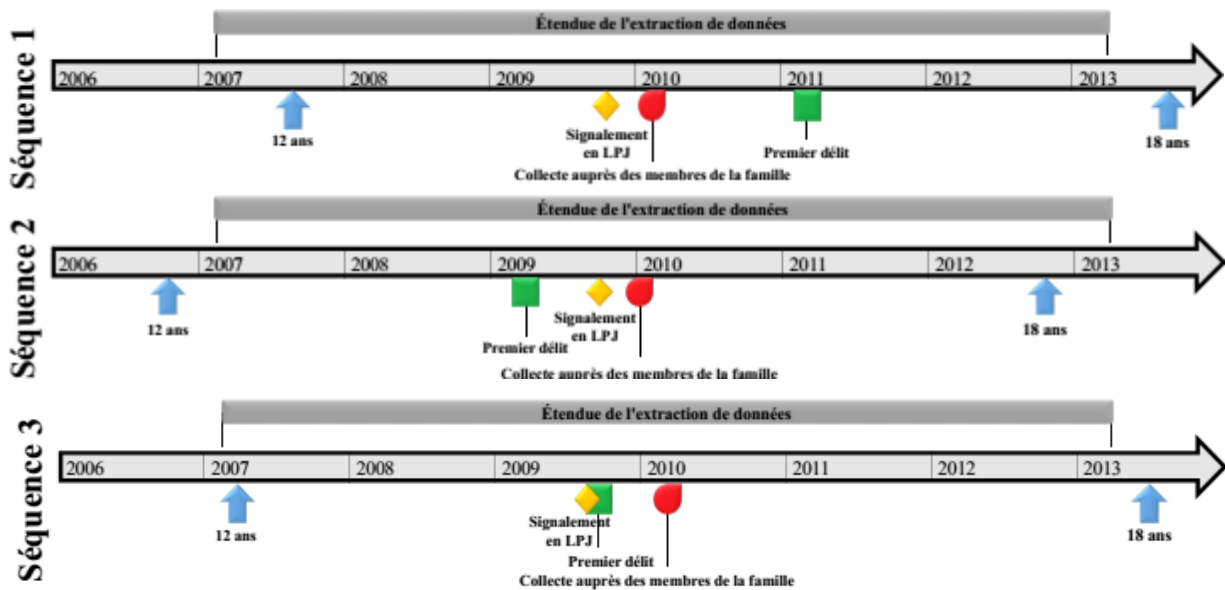 Séquence 1
Étendue de l'extraction de données
2006 2007 2008 2009 2010 2011 2012 2013
12 ans
Signalement
en LPJ
Premier délit
18 ans
Collecte auprès des membres de la famille
Séquence 2
Étendue de l'extraction de données
2006 2007 2008 2009 2010 2011 2012 2013
12 ans
Signalement
en LPJ
18 ans
Premier délit
Collecte auprès des membres de la famille
Séquence 3
Étendue de l'extraction de données
2006 2007 2008 2009 2010 2011 2012 2013
12 ans
Signalement
en LPJ
18 ans
Premier délit
Collecte auprès des membres de la famille